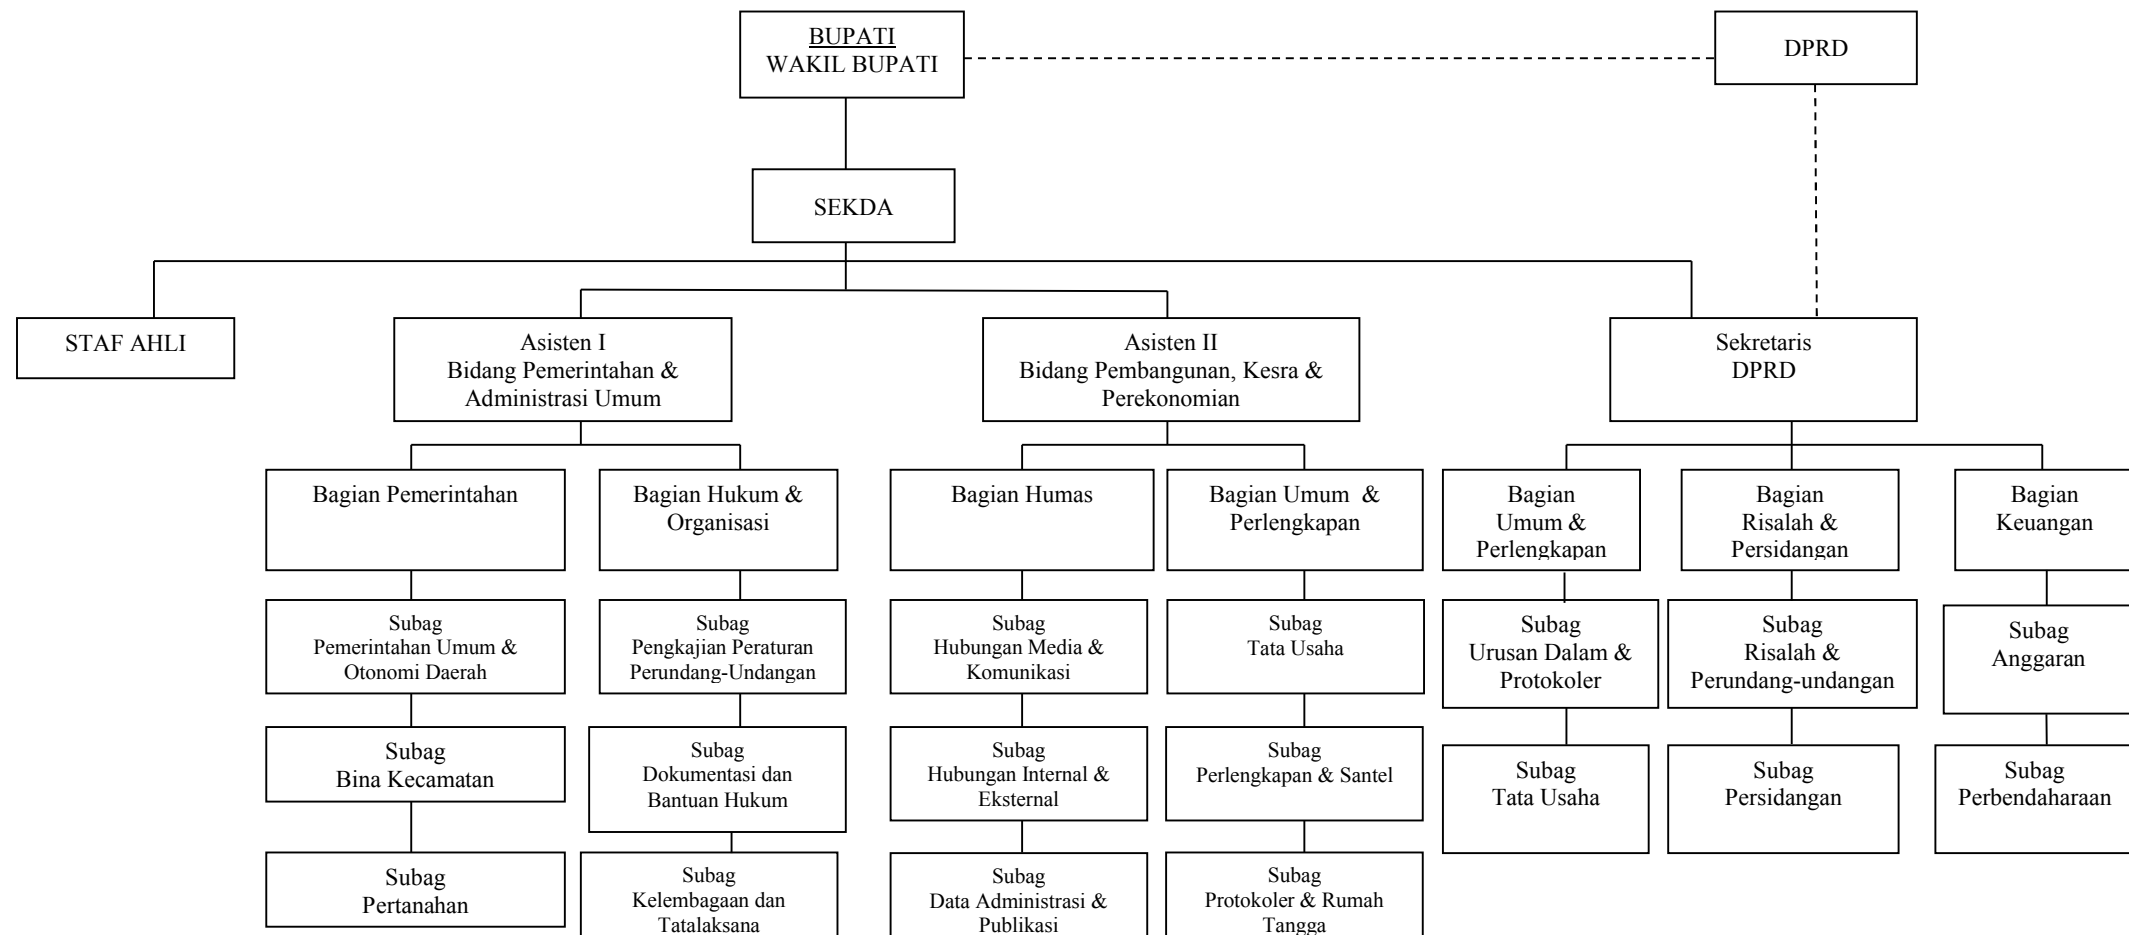 BUPATI
WAKIL BUPATI
DPRD
SEKDA
STAF AHLI
Asisten I
Bidang Pemerintahan &
Administrasi Umum
Asisten II
Bidang Pembangunan, Kesra &
Perekonomian
Sekretaris
DPRD
Bagian Pemerintahan
Bagian Hukum &
Organisasi
Bagian Humas
Bagian Umum &
Perlengkapan
Bagian
Umum &
Perlengkapan
Bagian
Risalah &
Persidangan
Bagian
Keuangan
Subag
Pemerintahan Umum &
Otonomi Daerah
Subag
Pengkajian Peraturan
Perundang-Undangan
Subag
Hubungan Media &
Komunikasi
Subag
Tata Usaha
Subag
Urusan Dalam &
Protokoler
Subag
Risalah &
Perundang-undangan
Subag
Anggaran
Subag
Bina Kecamatan
Subag
Dokumentasi dan
Bantuan Hukum
Subag
Hubungan Internal &
Eksternal
Subag
Perlengkapan & Santel
Subag
Tata Usaha
Subag
Persidangan
Subag
Perbendaharaan
Subag
Pertanahan
Subag
Kelembagaan dan
Tatalaksana
Subag
Data Administrasi &
Publikasi
Subag
Protokoler & Rumah
Tangga